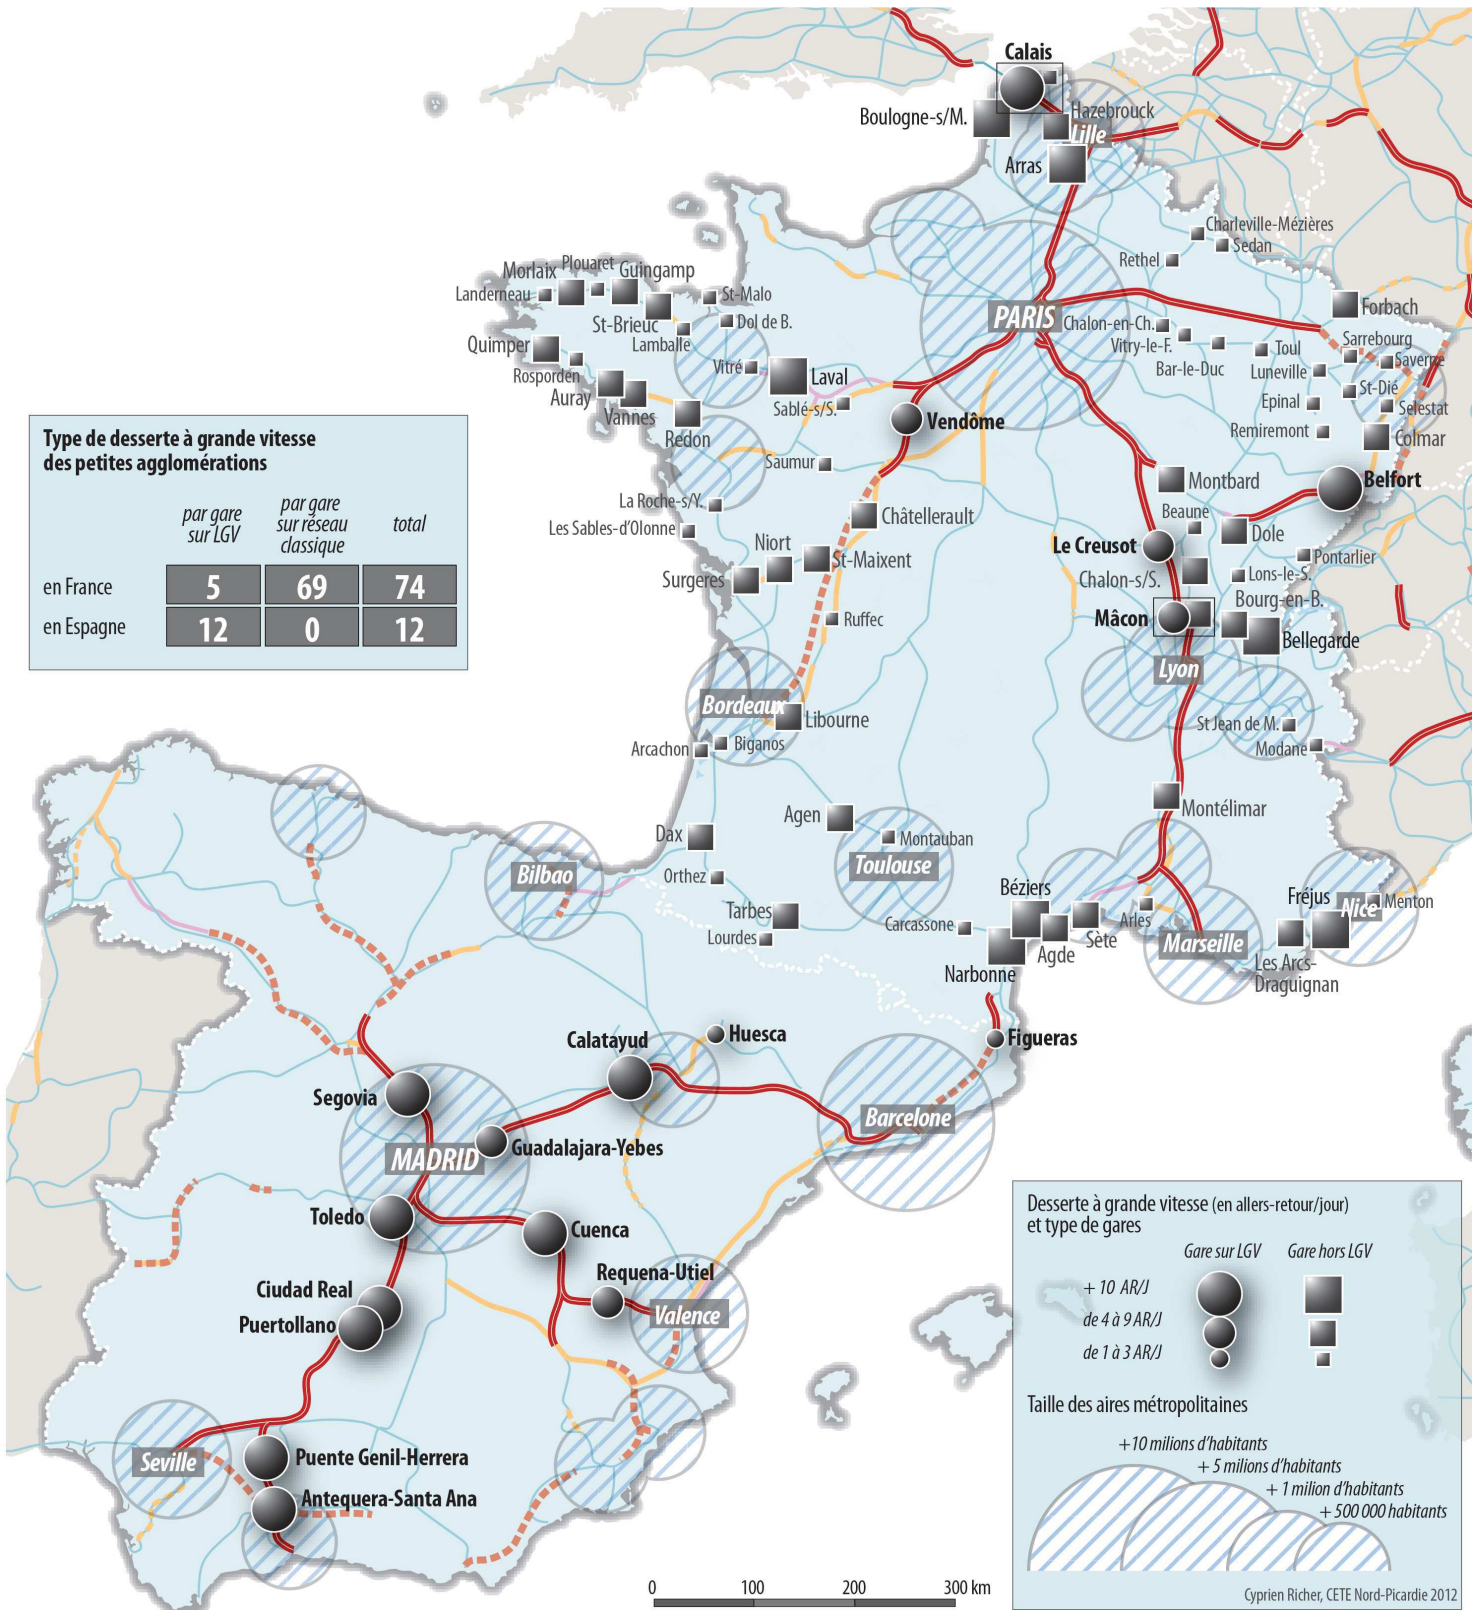 Calais
Hazebrouck
Boulogne-s/M.
Lille
Arras
Charleville-Mézières
Sedan
Rethel
Morlaix
Plouaret
Guingamp
Landerneau
St-Malo
St-Brieuc
Dol de B.
Lamballe
Quimper
Rosporden
Auray
Vannes
Redon
Vitré
Laval
Sablé-s/S.
PARIS
Chalon-en-Ch.
Vitry-le-F.
Bar-le-Duc
Toul
Luneville
Forbach
Sarrebourg
Saverne
St-Dié
Selestat
Epinal
Remiremont
Colmar
Vendôme
Saumur
Belfort
Montbard
Beaune
Dole
La Roche-s/Y.
Les Sables-d'Olonne
Châtellerault
Niort
St-Maixent
Surgeres
Ruffec
Le Creusot
Chalon-s/S.
Pontarlier
Lons-le-S.
Bourg-en-B.
Mâcon
Bellegarde
Lyon
Type de desserte à grande vitesse
des petites agglomérations
par gare
sur LGV
par gare
sur réseau
classique
total
en France 5 69 74
en Espagne 12 0 12
Bordeaux
Libourne
Arcachon
Biganos
St Jean de M.
Modane
Montélimar
Agen
Montauban
Toulouse
Dax
Orthez
Tarbes
Lourdes
Bilbao
Carcassone
Béziers
Narbonne
Agde
Sète
Arles
Marseille
Fréjus
Nice
Menton
Les Arcs-
Draguignan
Huesca
Calatayud
Figueras
Segovia
Barcelone
MADRID
Guadalajara-Yebes
Toledo
Cuenca
Requena-Utiel
Valence
Ciudad Real
Puertollano
Seville
Puente Genil-Herrera
Antequera-Santa Ana
Desserte à grande vitesse (en allers-retour/jour)
et type de gares
Gare sur LGV Gare hors LGV
+ 10 AR/J
de 4 à 9 AR/J
de 1 à 3 AR/J
Taille des aires métropolitaines
+10 milions d'habitants
+ 5 milions d'habitants
+ 1 milion d'habitants
+ 500 000 habitants
Cyprien Richer, CETE Nord-Picardie 2012
0 100 200 300 km